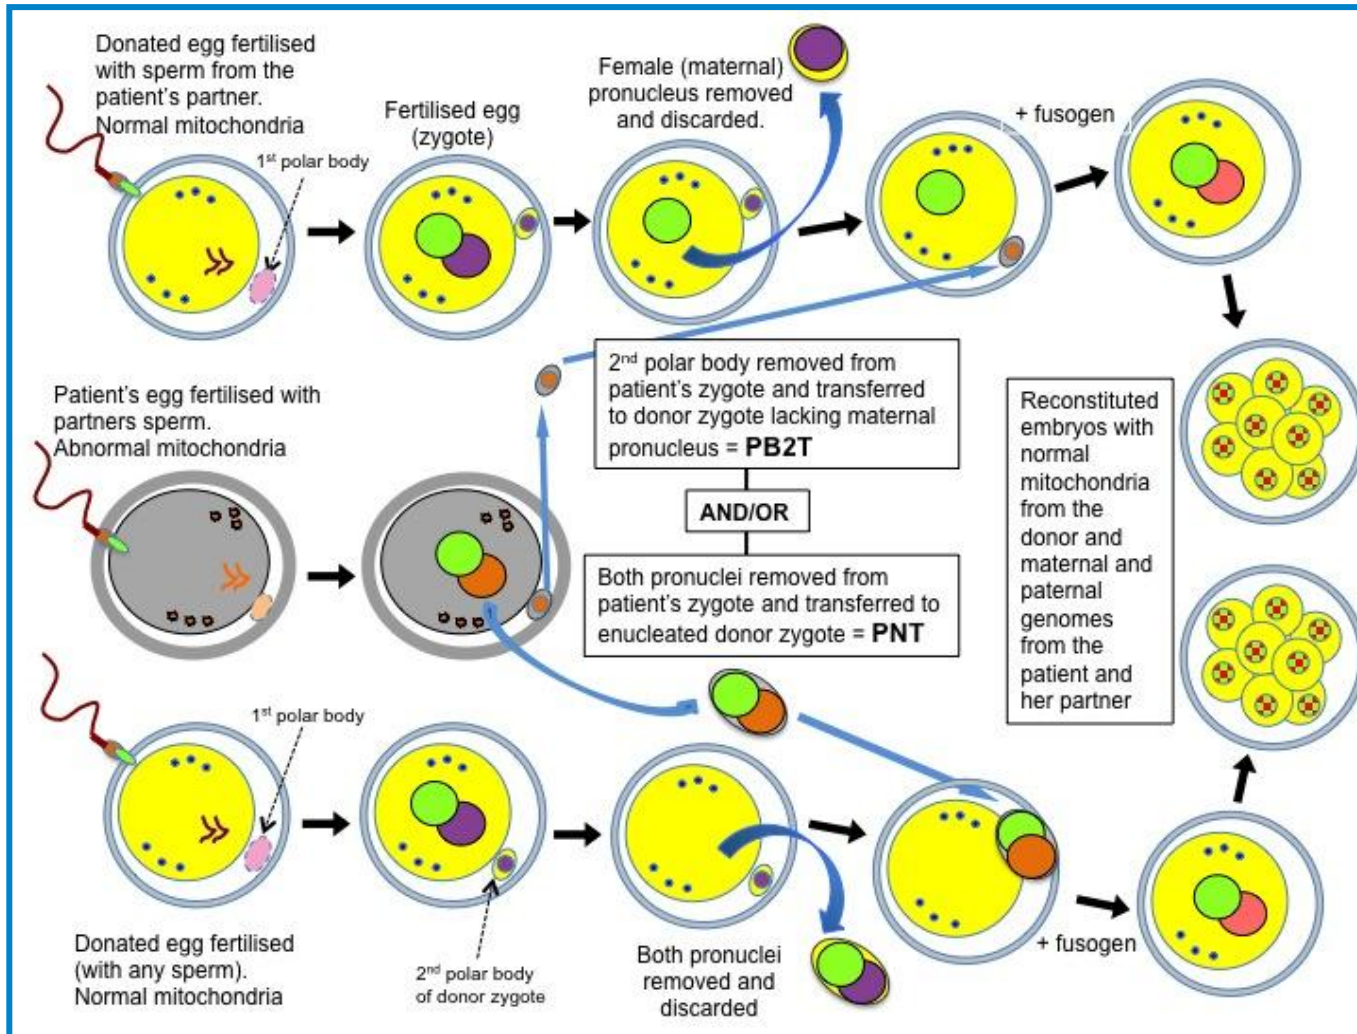 Donated egg fertilised
with sperm from the
patient's partner.
Normal mitochondria
1st polar body
Fertilised egg
(zygote)
Female (maternal)
pronucleus removed
and discarded.
+ fusogen
Patient's egg fertilised with
partners sperm.
Abnormal mitochondria
2nd polar body removed from
patient's zygote and transferred
to donor zygote lacking maternal
pronucleus = PB2T
AND/OR
Both pronuclei removed from
patient's zygote and transferred to
enucleated donor zygote = PNT
Reconstituted
embryos with
normal
mitochondria
from the
donor and
maternal and
paternal
genomes
from the
patient and
her partner
1st polar body
Donated egg fertilised
(with any sperm).
Normal mitochondria
2nd polar body
of donor zygote
Both pronuclei
removed and
discarded
+ fusogen